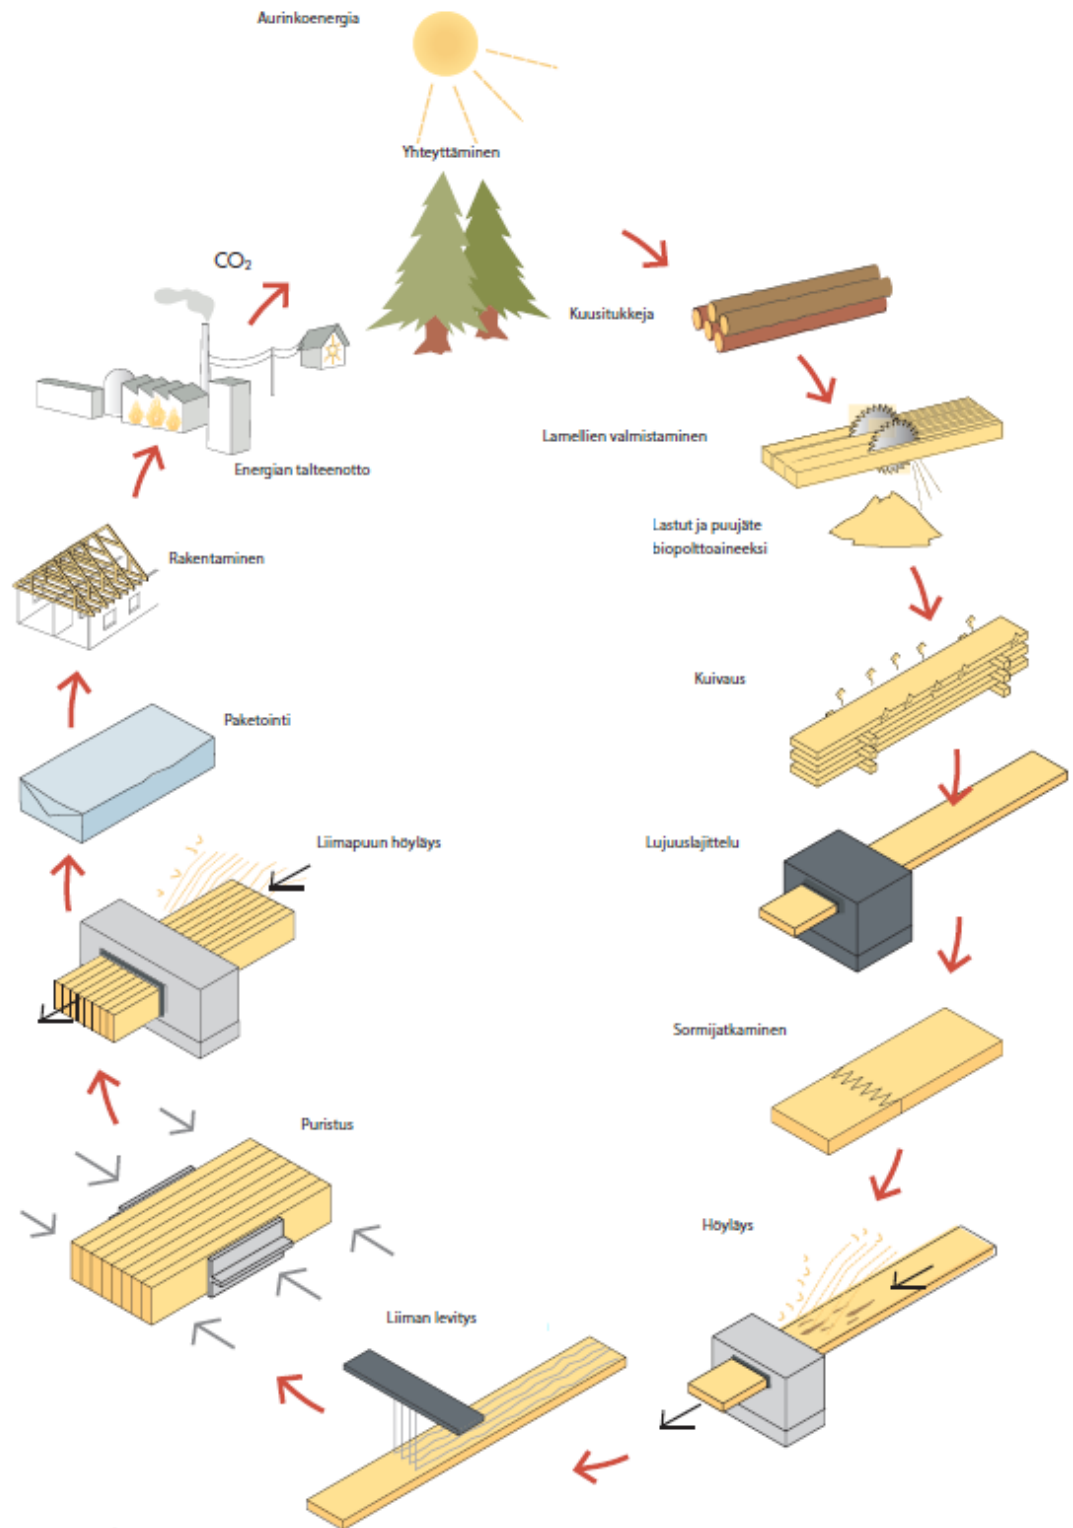 Aurinkoenergia
Yhteyttäminen
CO₂
Kuusitukkeja
Lamellien valmistaminen
Lastut ja puujäte
biopolttoaineeksi
Kuivaus
Lujuuslajittelu
Sormijatkaminen
Höyläys
Liiman levitys
Puristus
Liimapuun höyläys
Paketointi
Rakentaminen
Energian talteenotto